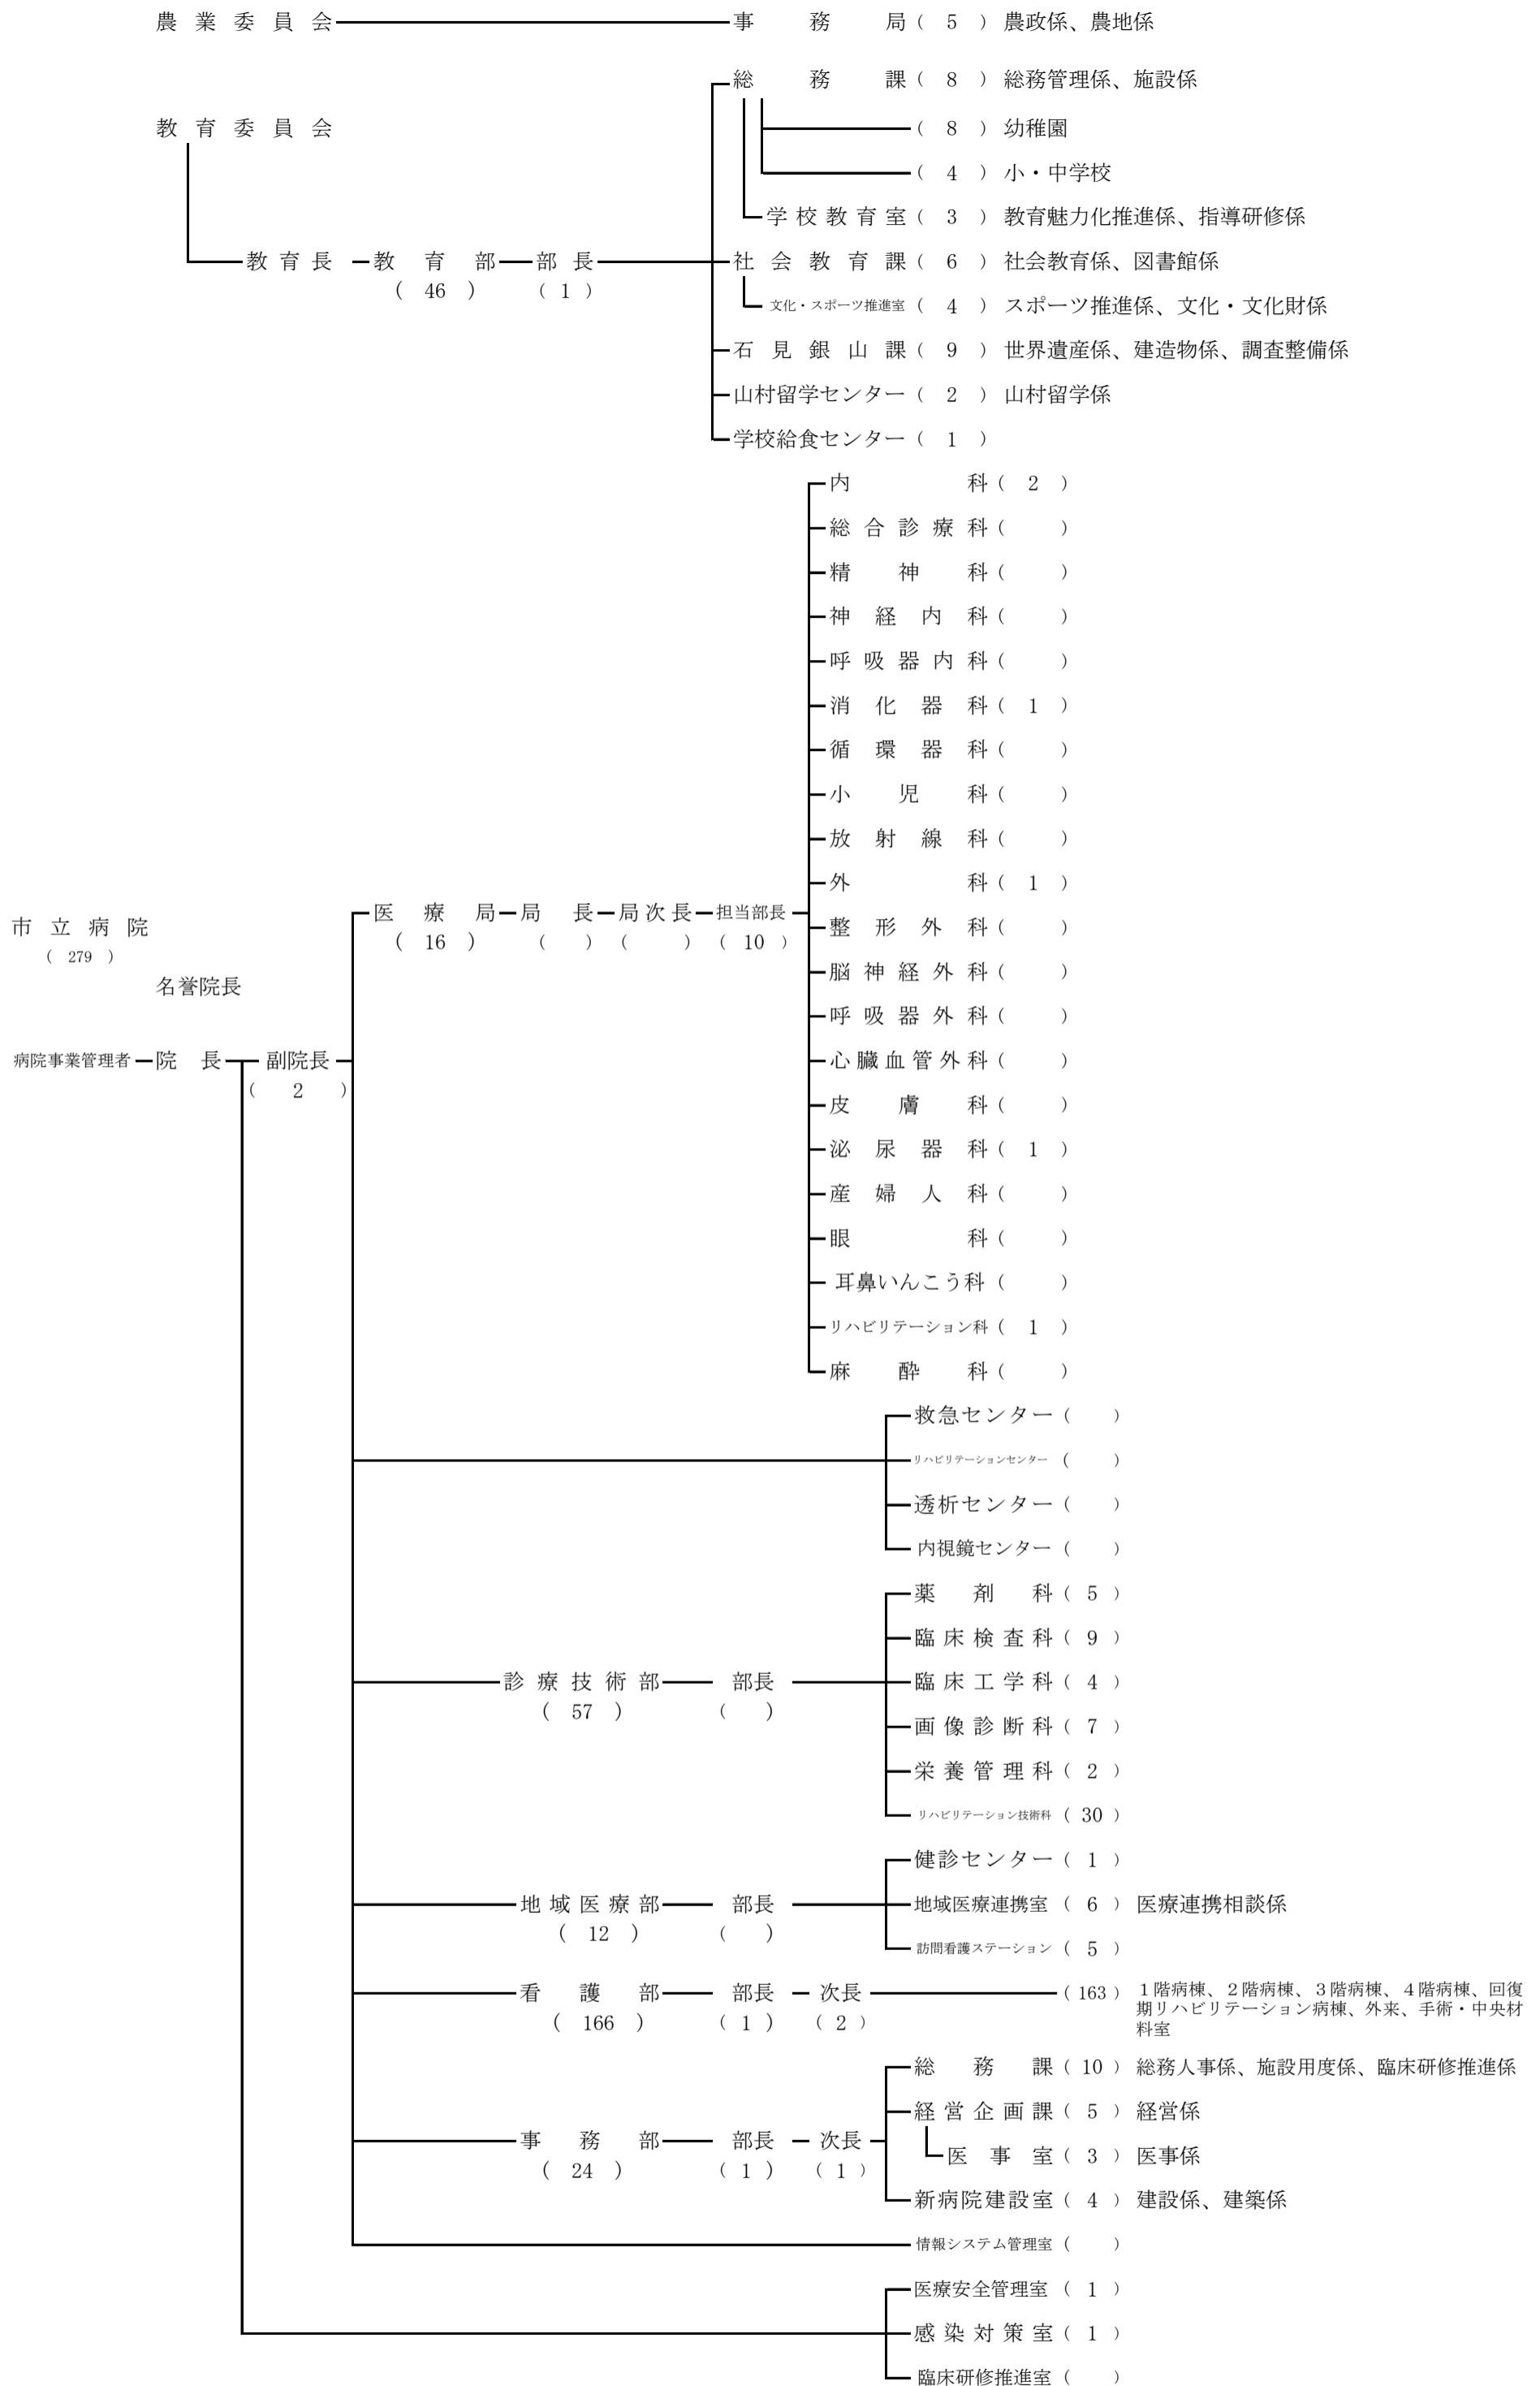 農業委員会 事務局（ 5 ） 農政係、農地係
総務課（ 8 ） 総務管理係、施設係
教育委員会 （ 8 ） 幼稚園
（ 4 ） 小・中学校
学校教育室（ 3 ） 教育魅力化推進係、指導研修係
教育長 教育部 部長 社会教育課（ 6 ） 社会教育係、図書館係
（ 46 ） （ 1 ）
文化・スポーツ推進室（ 4 ） スポーツ推進係、文化・文化財係
石見銀山課（ 9 ） 世界遺産係、建造物係、調査整備係
山村留学センター（ 2 ） 山村留学係
学校給食センター（ 1 ）
内科（ 2 ）
総合診療科（ ）
精神科（ ）
神経内科（ ）
呼吸器内科（ ）
消化器科（ 1 ）
循環器科（ ）
小児科（ ）
放射線科（ ）
外科（ 1 ）
医療局 局長 局次長 担当部長
市立病院 整形外科（ ）
（ 16 ） （ ） （ ） （ 10 ）
（ 279 ）
脳神経外科（ ）
名誉院長
呼吸器外科（ ）
病院事業管理者 院長 副院長 心臓血管外科（ ）
（ 2 ）
皮膚科（ ）
泌尿器科（ 1 ）
産婦人科（ ）
眼科（ ）
耳鼻いんこう科（ ）
リハビリテーション科（ 1 ）
麻酔科（ ）
救急センター（ ）
リハビリテーションセンター（ ）
透析センター（ ）
内視鏡センター（ ）
薬剤科（ 5 ）
臨床検査科（ 9 ）
診療技術部 部長 臨床工学科（ 4 ）
（ 57 ） （ ）
画像診断科（ 7 ）
栄養管理科（ 2 ）
リハビリテーション技術科（ 30 ）
健診センター（ 1 ）
地域医療部 部長 地域医療連携室（ 6 ） 医療連携相談係
（ 12 ） （ ）
訪問看護ステーション（ 5 ）
看護部 部長 次長 （ 163 ） １階病棟、２階病棟、３階病棟、４階病棟、回復
期リハビリテーション病棟、外来、手術・中央材
（ 166 ） （ 1 ） （ 2 ）
料室
総務課（ 10 ） 総務人事係、施設用度係、臨床研修推進係
経営企画課（ 5 ） 経営係
事務部 部長 次長
医事室（ 3 ） 医事係
（ 24 ） （ 1 ） （ 1 ）
新病院建設室（ 4 ） 建設係、建築係
情報システム管理室（ ）
医療安全管理室（ 1 ）
感染対策室（ 1 ）
臨床研修推進室（ ）